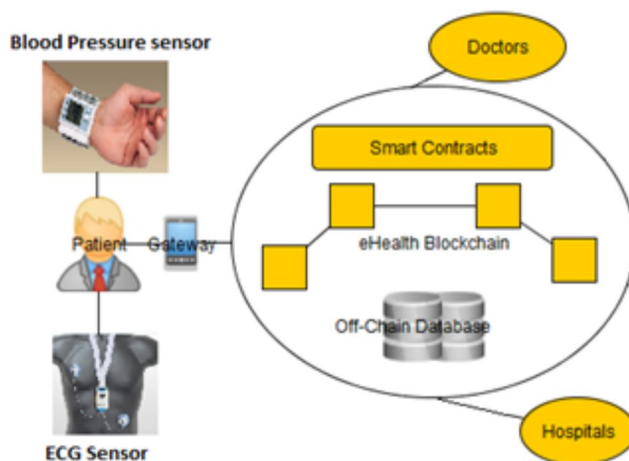 Blood Pressure sensor
Doctors
Smart Contracts
Patient
Gateway
eHealth Blockchain
Off-Chain Database
Hospitals
ECG Sensor